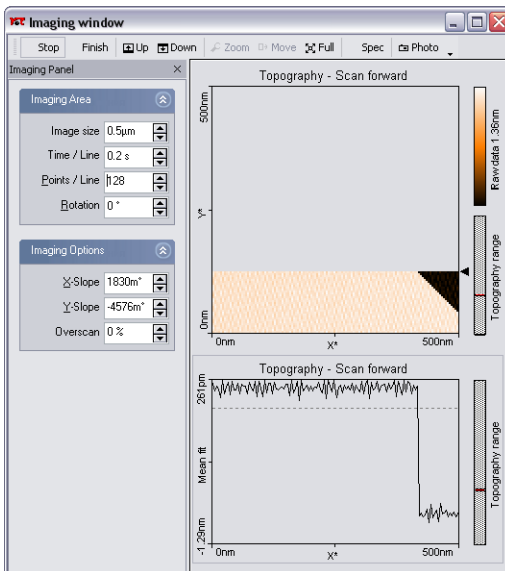 Imaging window
Stop Finish Up Down Zoom Move Full Spec Photo
Imaging Panel
Imaging Area
Image size 0.5µm
Time / Line 0.2 s
Points / Line 128
Rotation 0 °
Imaging Options
X-Slope 1830m°
Y-Slope -4576m°
Overscan 0 %
Topography - Scan forward
500nm
Y*
0nm
0nm
X*
500nm
Rawdata 1.36nm
Topography range
Topography - Scan forward
261pm
Mean fit
-1.29nm
0nm
X*
500nm
Topography range